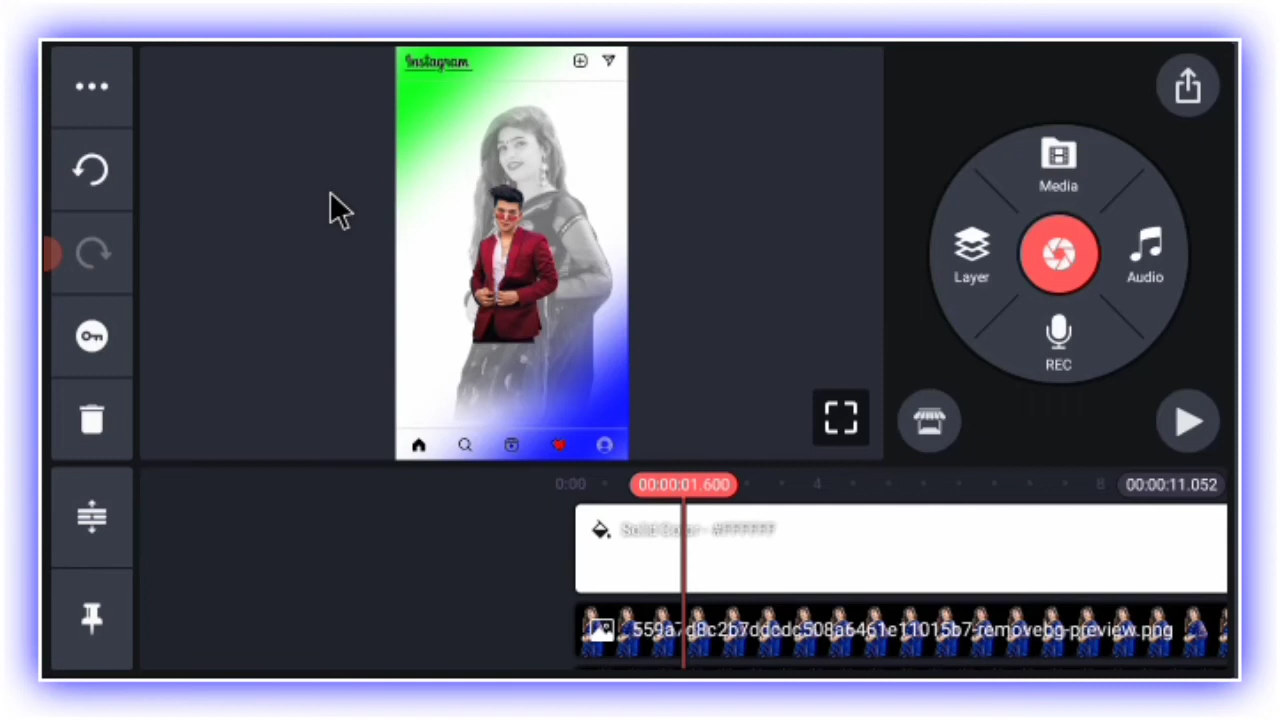 Instagram
Media
Layer
Audio
REC
0:00
00:00:01.600
4
8
00:00:11.052
Solid Color - #FFFFFF
559a7d8c2b7ddcdc508a6461e11015b7-removebg-preview.png